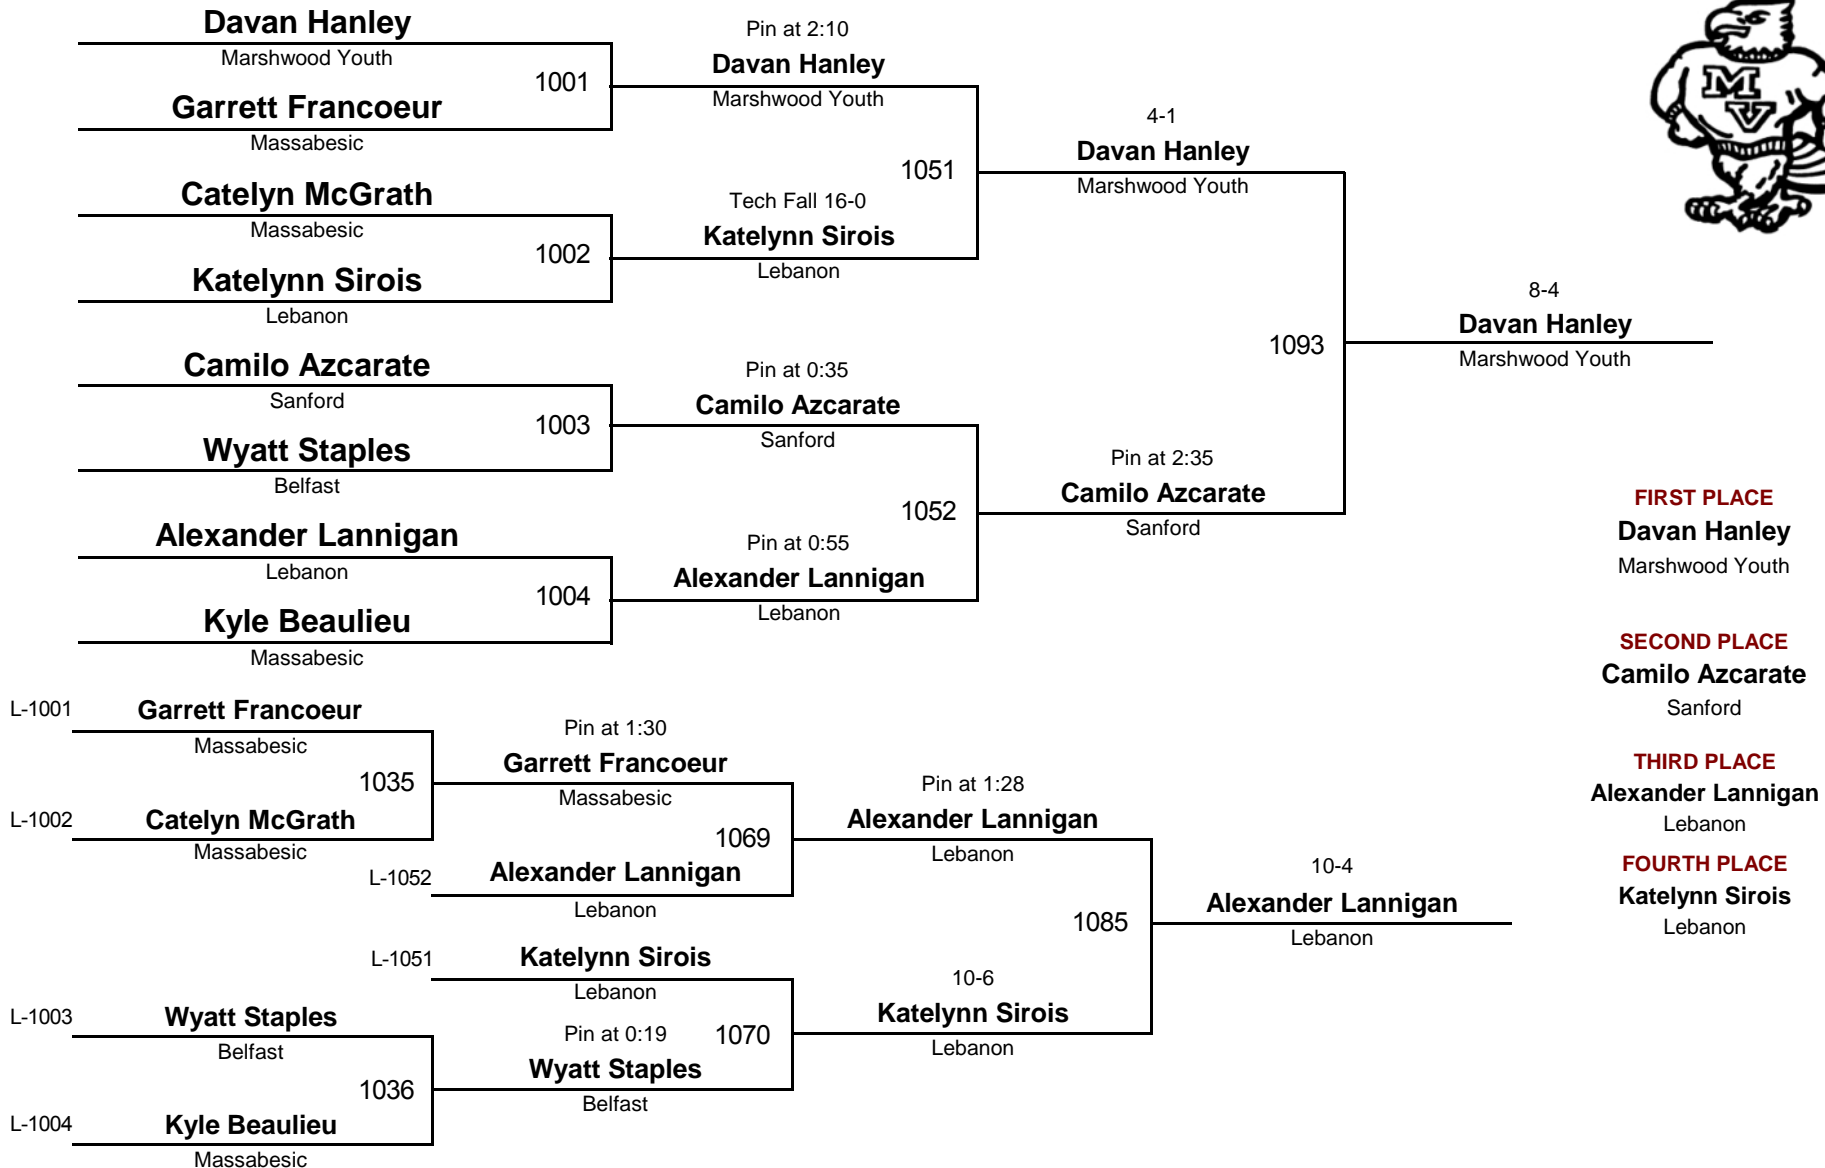 Davan Hanley
Marshwood Youth
1001
Garrett Francoeur
Massabesic
Catelyn McGrath
Massabesic
1002
Katelynn Sirois
Lebanon
Camilo Azcarate
Sanford
1003
Wyatt Staples
Belfast
Alexander Lannigan
Lebanon
1004
Kyle Beaulieu
Massabesic
Pin at 2:10
Davan Hanley
Marshwood Youth
1051
Tech Fall 16-0
Katelynn Sirois
Lebanon
Pin at 0:35
Camilo Azcarate
Sanford
1052
Pin at 0:55
Alexander Lannigan
Lebanon
4-1
Davan Hanley
Marshwood Youth
1093
Pin at 2:35
Camilo Azcarate
Sanford
8-4
Davan Hanley
Marshwood Youth
M
V
FIRST PLACE
Davan Hanley
Marshwood Youth
SECOND PLACE
Camilo Azcarate
Sanford
THIRD PLACE
Alexander Lannigan
Lebanon
FOURTH PLACE
Katelynn Sirois
Lebanon
L-1001
Garrett Francoeur
Massabesic
1035
L-1002
Catelyn McGrath
Massabesic
Pin at 1:30
Garrett Francoeur
Massabesic
1069
L-1052
Alexander Lannigan
Lebanon
L-1051
Katelynn Sirois
Lebanon
1070
L-1003
Wyatt Staples
Belfast
1036
L-1004
Kyle Beaulieu
Massabesic
Pin at 0:19
Wyatt Staples
Belfast
Pin at 1:28
Alexander Lannigan
Lebanon
1085
10-6
Katelynn Sirois
Lebanon
10-4
Alexander Lannigan
Lebanon